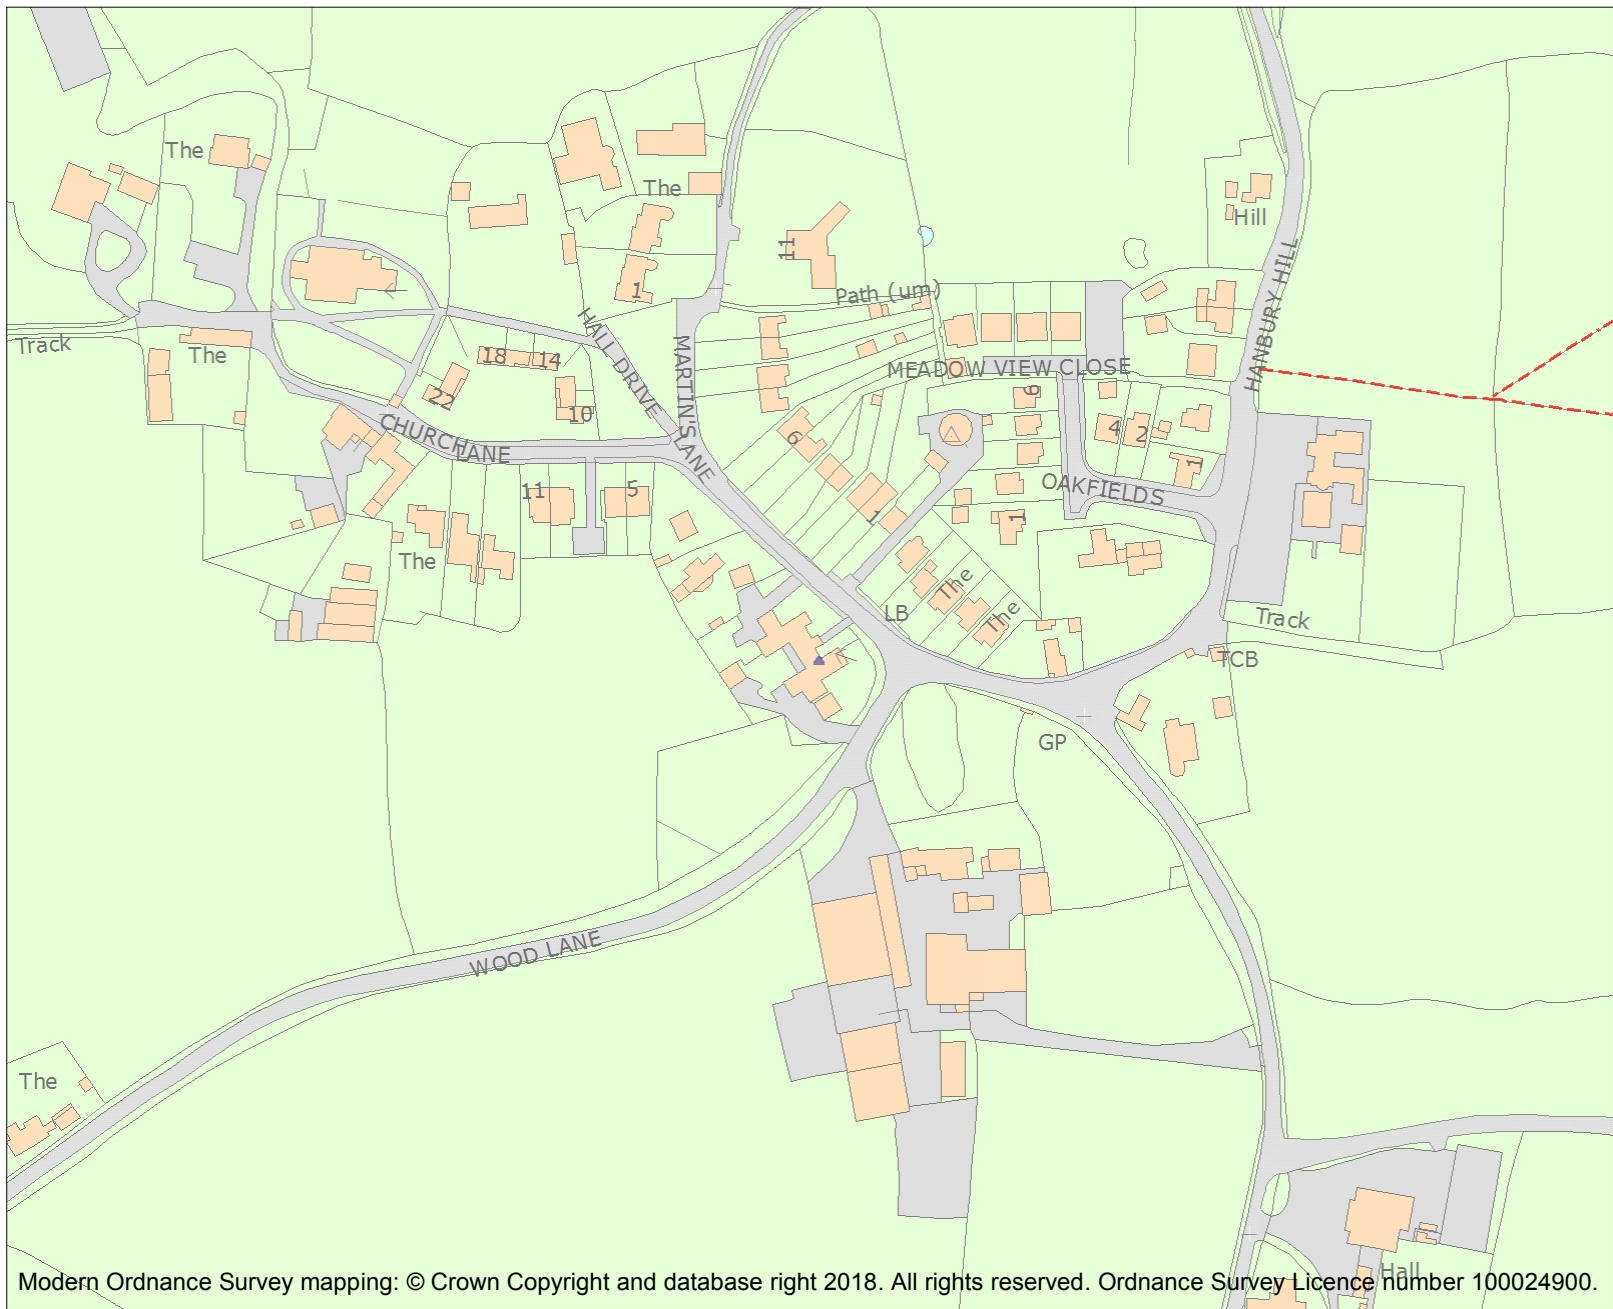 The
The
Hill
11
HANBURY HILL
1
Path (um)
HALL DRIVE
MARTIN'S LANE
Track
The
18
14
MEADOW VIEW CLOSE
22
10
9
CHURCH LANE
6
4
2
1
11
5
OAKFIELDS
1
1
The
The
The
LB
Track
TCB
GP
WOOD LANE
The
Hall
Modern Ordnance Survey mapping: © Crown Copyright and database right 2018. All rights reserved. Ordnance Survey Licence number 100024900.